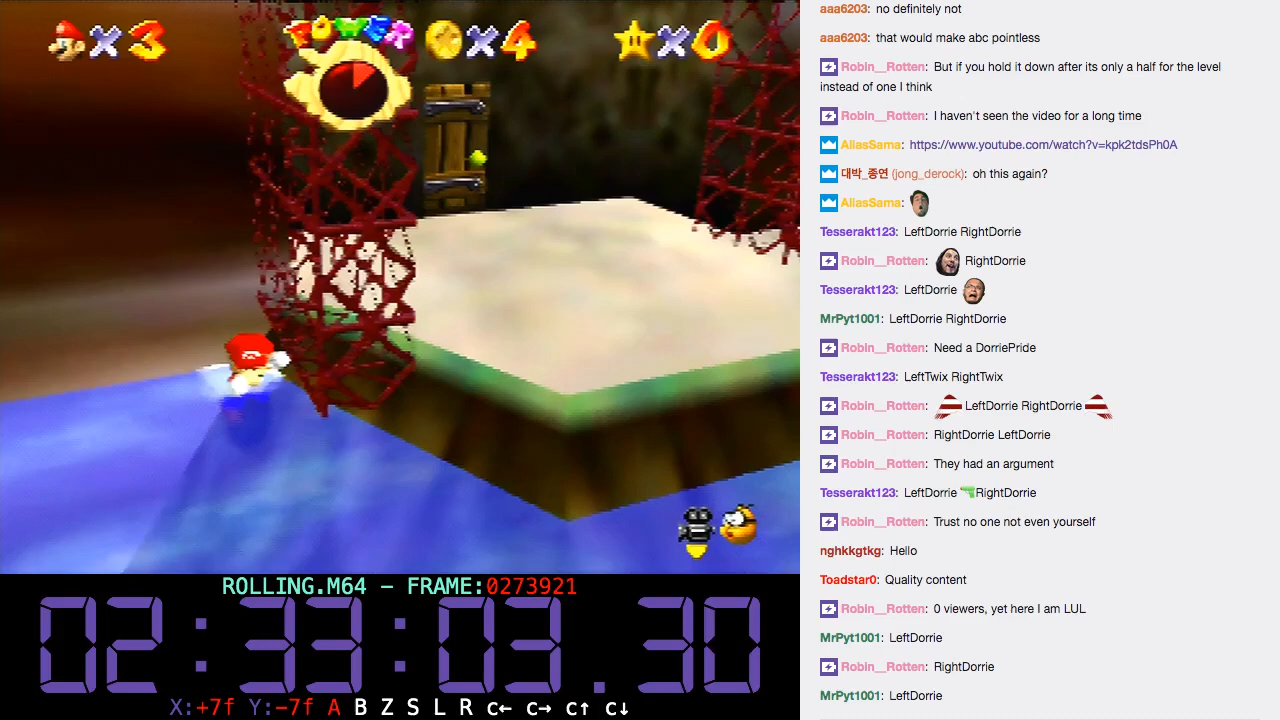 ×3
POWER
×4
×0
ROLLING.M64 – FRAME:0273921
02:33:03.30
X:+7f Y:-7f A B Z S L R C← C→ C↑ C↓
aaa6203: no definitely not
aaa6203: that would make abc pointless
Robin__Rotten: But if you hold it down after its only a half for the level
instead of one I think
Robin__Rotten: I haven't seen the video for a long time
AliasSama: https://www.youtube.com/watch?v=kpk2tdsPh0A
대박_종연 (jong_derock): oh this again?
AliasSama:
Tesserakt123: LeftDorrie RightDorrie
Robin__Rotten: RightDorrie
Tesserakt123: LeftDorrie
MrPyt1001: LeftDorrie RightDorrie
Robin__Rotten: Need a DorriePride
Tesserakt123: LeftTwix RightTwix
Robin__Rotten: LeftDorrie RightDorrie
Robin__Rotten: RightDorrie LeftDorrie
Robin__Rotten: They had an argument
Tesserakt123: LeftDorrie RightDorrie
Robin__Rotten: Trust no one not even yourself
nghkkgtkg: Hello
Toadstar0: Quality content
Robin__Rotten: 0 viewers, yet here I am LUL
MrPyt1001: LeftDorrie
Robin__Rotten: RightDorrie
MrPyt1001: LeftDorrie